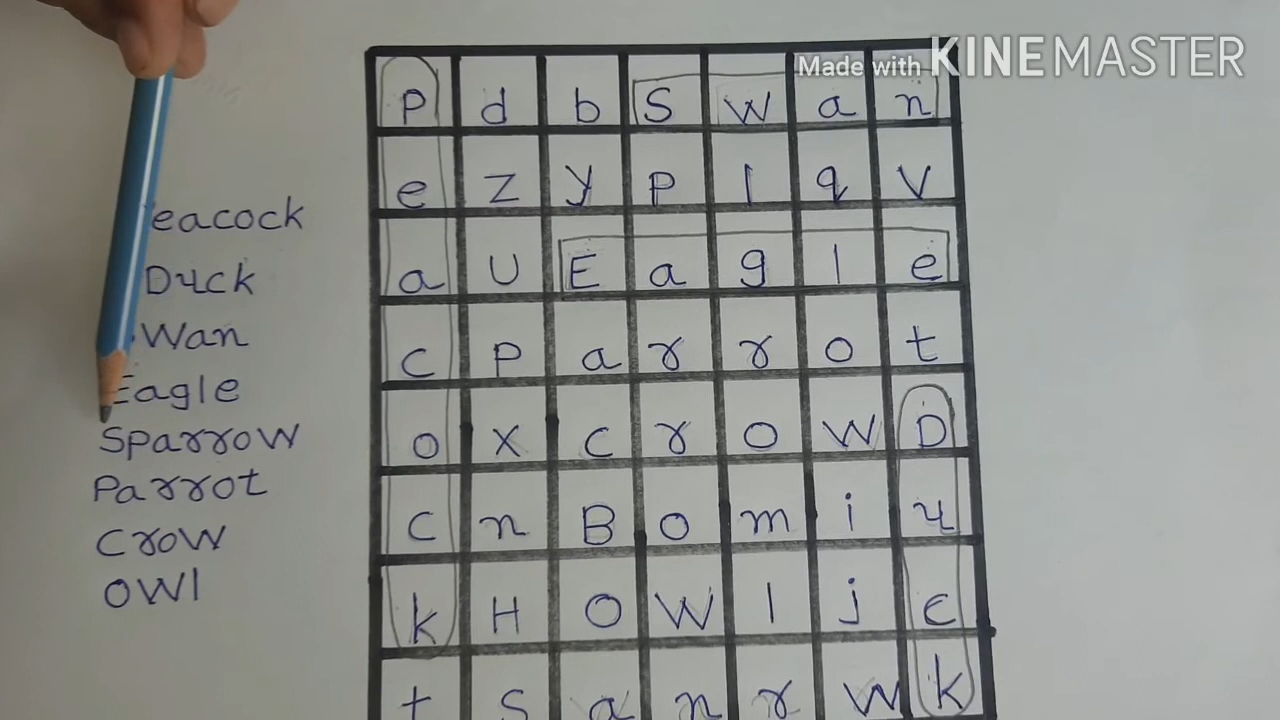 Made with KINEMASTER
P d b S W a n
e z y P l q v
a U E a g l e
C P a r r o t
o x C r o W D
C n B o m i u
k H O W l j c
t S a n r W k
eacock
Duck
Wan
Eagle
SParroW
Parrot
CroW
OWl